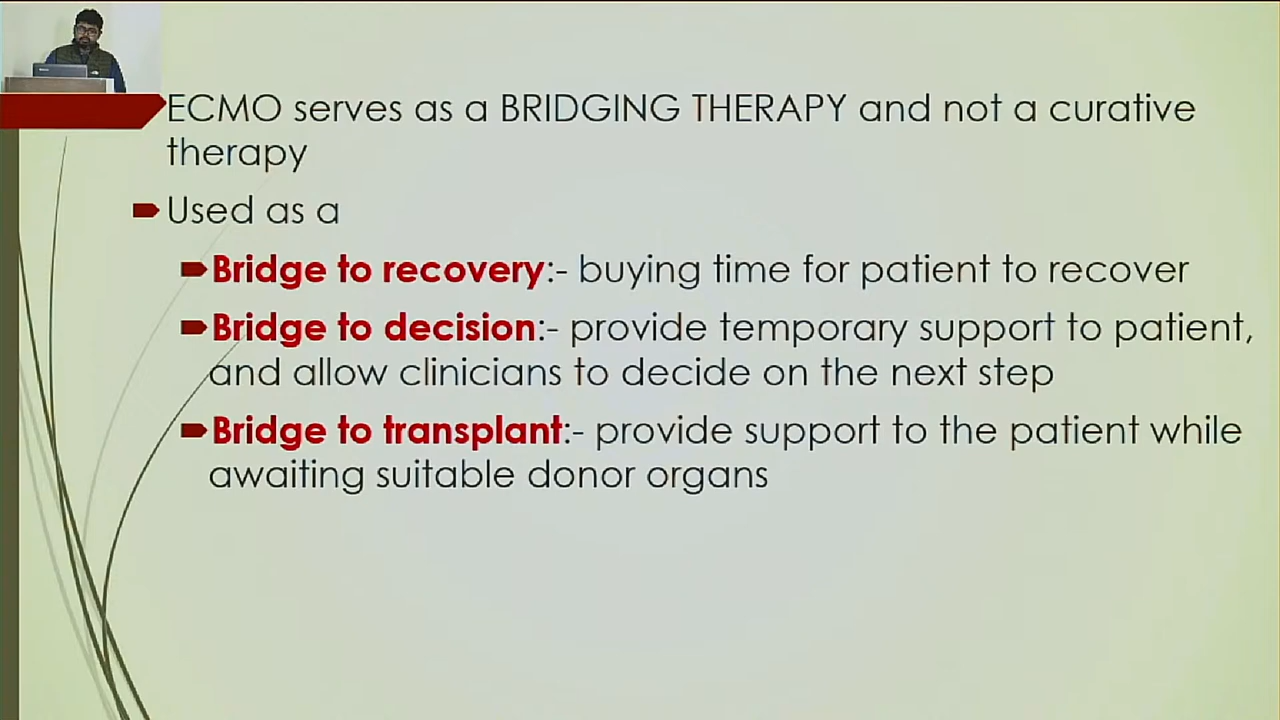 ECMO serves as a BRIDGING THERAPY and not a curative
therapy
Used as a
Bridge to recovery:- buying time for patient to recover
Bridge to decision:- provide temporary support to patient,
and allow clinicians to decide on the next step
Bridge to transplant:- provide support to the patient while
awaiting suitable donor organs